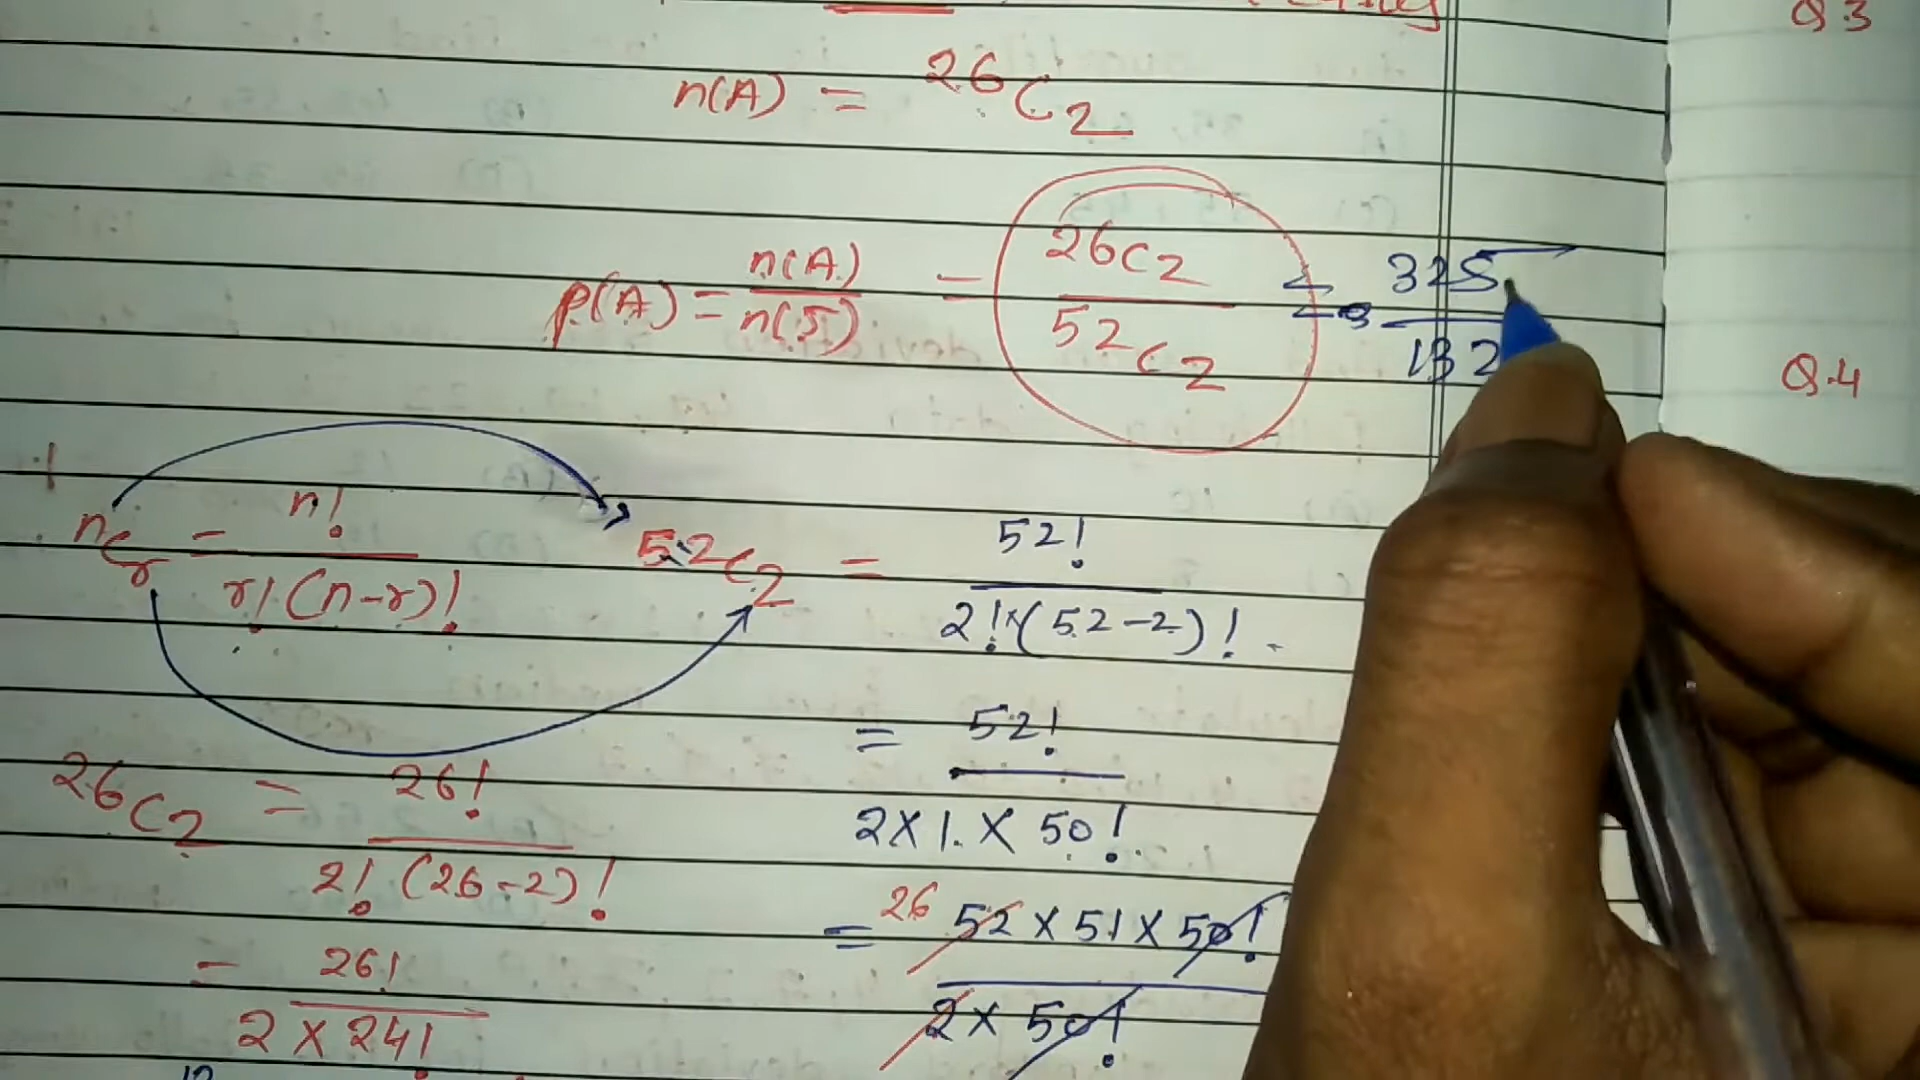 Q3
n(A) = 26C2
p(A) = n(A)/n(S) = 26C2/52C2 = 325/132
Q.4
nCr = n!/r!(n-r)!
52C2 = 52!/2!×(52-2)!
= 52!/2×1×50!
26C2 = 26!/2!(26-2)!
= 26 52×51×50!/2×50!
= 26!/2×24!